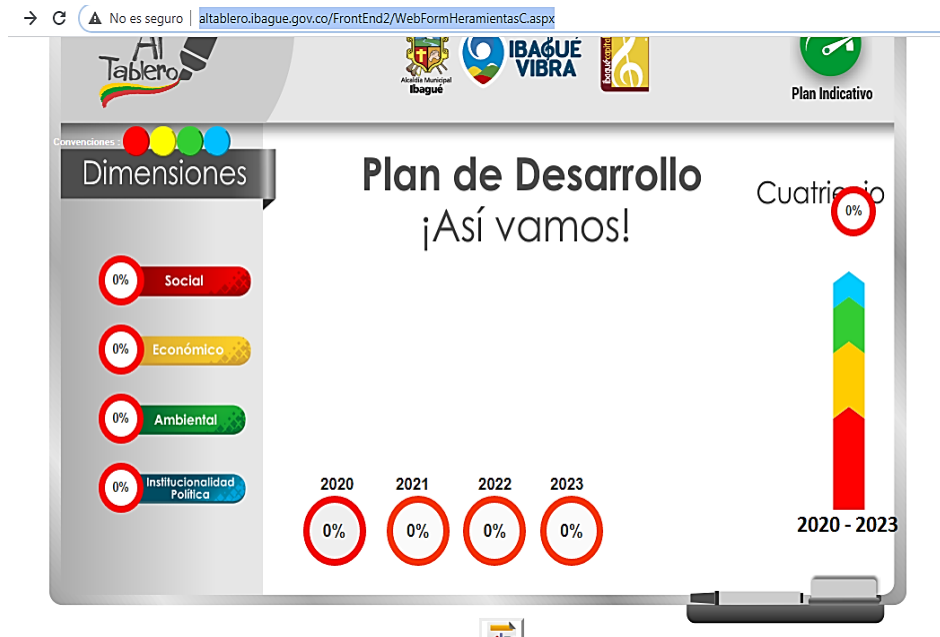 No es seguro
altablero.ibague.gov.co/FrontEnd2/WebFormHeramientasC.aspx
Al
Tablero
Alcaldía Municipal
Ibagué
IBAGUÉ
VIBRA
Plan Indicativo
Convenciones :
Dimensiones
Plan de Desarrollo
¡Así vamos!
0%
0% Social
0% Económico
0% Ambiental
0% Institucionalidad
Política
2020 2021 2022 2023
0% 0% 0% 0%
2020 - 2023